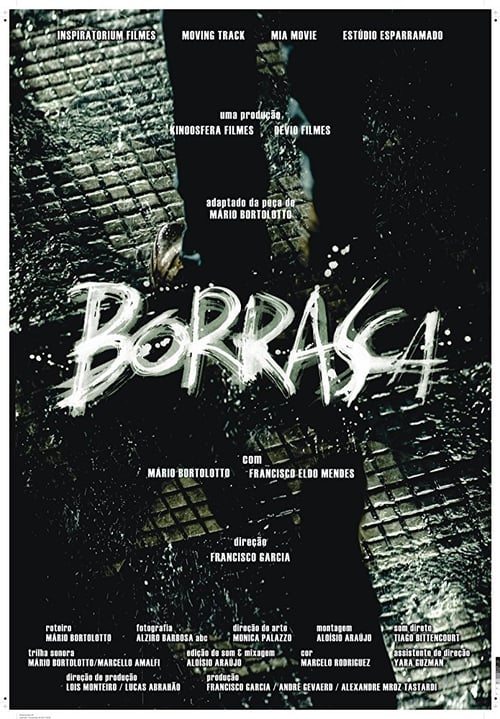 INSPIRATORIUM FILMES MOVING TRACK MIA MOVIE ESTÚDIO ESPARRAMADO
uma produção
KINOOSFERA FILMES DEVIO FILMES
adaptado da peça de
MÁRIO BORTOLOTTO
BORRASCA
com
MÁRIO BORTOLOTTO FRANCISCO ELDO MENDES
direção
FRANCISCO GARCIA
roteiro fotografia direção de arte montagem som direto
MÁRIO BORTOLOTTO ALZIRO BARBOSA abc MONICA PALAZZO ALOÍSIO ARAÚJO TIAGO BITTENCOURT
trilha sonora edição de som & mixagem cor assistente de direção
MÁRIO BORTOLOTTO/MARCELLO AMALFI ALOÍSIO ARAÚJO MARCELO RODRIGUEZ YARA GUZMAN
direção de produção produção
LOIS MONTEIRO / LUCAS ABRAHÃO FRANCISCO GARCIA / ANDRÉ GEVAERD / ALEXANDRE MROZ TASTARDI